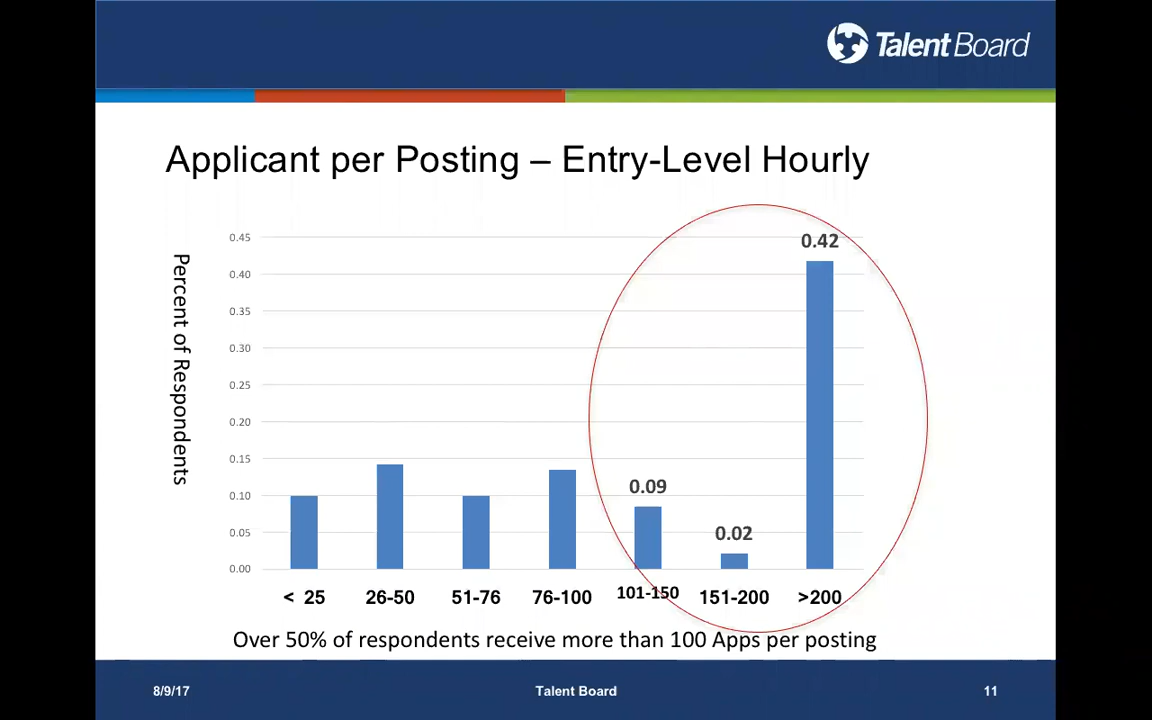 Talent Board
Applicant per Posting – Entry-Level Hourly
Percent of Respondents
0.45
0.40
0.35
0.30
0.25
0.20
0.15
0.10
0.05
0.00
0.42
0.09
0.02
< 25 26-50 51-76 76-100 101-150 151-200 >200
Over 50% of respondents receive more than 100 Apps per posting
8/9/17 Talent Board 11